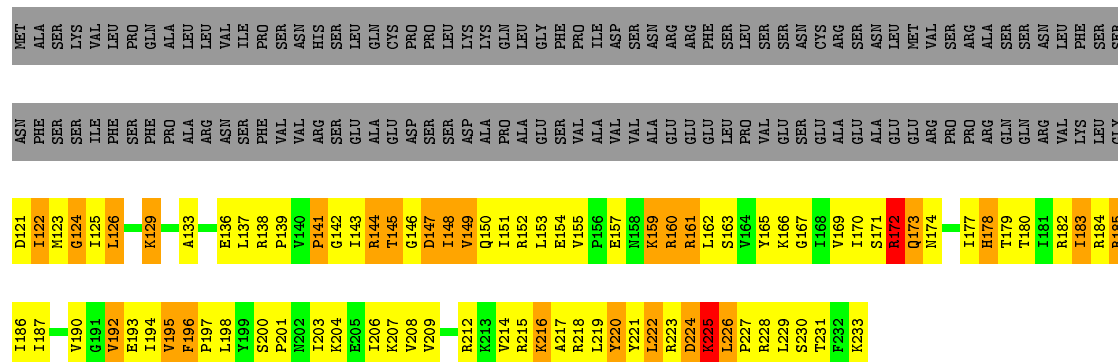 MET ALA SER LYS VAL LEU PRO GLN ALA LEU LEU VAL ILE PRO SER ASN HIS SER LEU GLN CYS PRO PRO LEU LYS LYS GLN LEU GLY PHE PRO ILE ASP SER ASN ARG ARG PHE SER LEU SER SER ASN CYS ARG SER ASN LEU MET VAL SER ARG ALA SER SER ASN LEU PHE SER SER
ASN PHE SER SER ILE PHE SER PHE PRO ALA ARG ASN SER PHE VAL VAL ARG SER GLU ALA GLU ASP SER SER ASP ALA PRO ALA GLU SER VAL ALA VAL VAL ALA GLU GLU GLU LEU PRO VAL GLU SER GLU ALA GLU GLU ARG PRO PRO ARG GLN GLN ARG VAL LYS LEU GLY
D121 I122 M123 G124 I125 L126 K129 A133 E136 L137 R138 P139 V140 P141 G142 I143 R144 T145 G146 D147 I148 V149 Q150 I151 R152 L153 E154 V155 P156 E157 N158 K159 R160 R161 L162 S163 V164 Y165 K166 G167 I168 V169 I170 S171 R172 Q173 N174 I177 H178 T179 T180 I181 R182 I183 R184 R185
I186 I187 V190 G191 V192 E193 I194 V195 F196 P197 L198 Y199 S200 P201 N202 I203 K204 E205 I206 K207 V208 V209 R212 K213 V214 R215 K216 A217 R218 L219 Y220 Y221 L222 R223 D224 K225 L226 P227 R228 L229 S230 T231 F232 K233